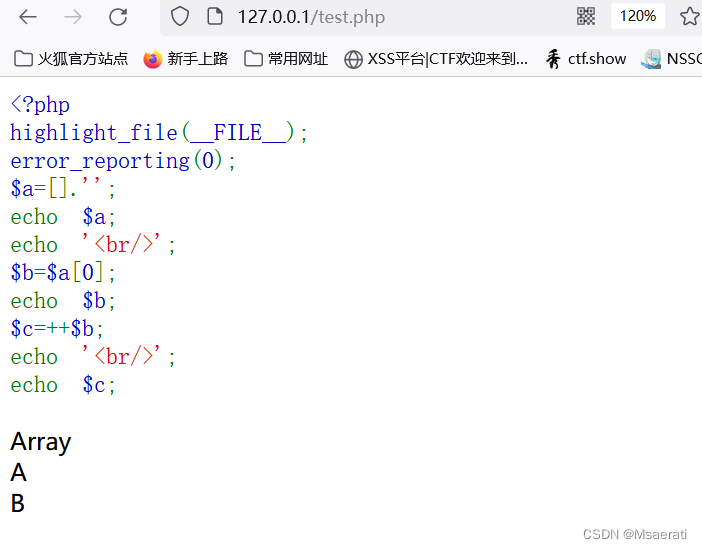 127.0.0.1/test.php
120%
火狐官方站点 新手上路 常用网址 XSS平台|CTF欢迎来到... ctf.show NSSC
<?php
highlight_file(__FILE__);
error_reporting(0);
$a=[].'';
echo  $a;
echo  '<br/>';
$b=$a[0];
echo  $b;
$c=++$b;
echo  '<br/>';
echo  $c;
Array
A
B
CSDN @Msaerati